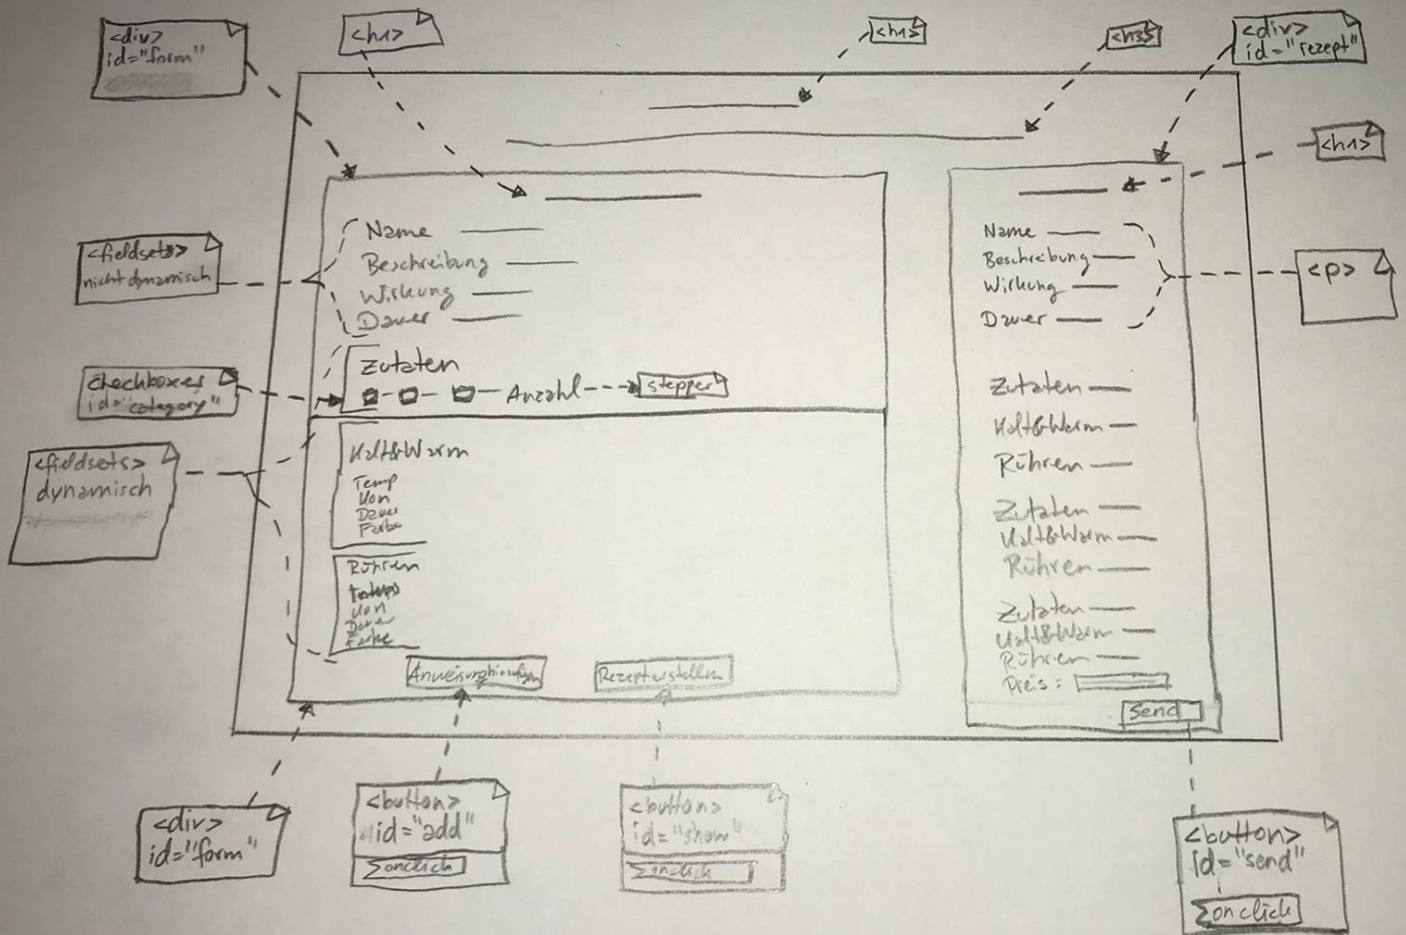 <div>
id="form"
<h1>
<h1>
<h3>
<div>
id="rezept"
<h1>
<fieldsets>
nicht dynamisch
Name
Beschreibung
Wirkung
Dauer
Name
Beschreibung
Wirkung
Dauer
<p>
checkboxes
id="category"
Zutaten
Anzahl
stepper
<fieldsets>
dynamisch
Kalt&Warm
Temp
Von
Dauer
Farbe
Rühren
Von
Dauer
Farbe
Zutaten
Kalt&Warm
Rühren
Zutaten
Kalt&Warm
Rühren
Zutaten
Kalt&Warm
Rühren
Preis:
Send
Anweisung hinzufügen
Rezept erstellen
<div>
id="form"
<button>
id="add"
Σonclick
<button>
id="show"
Σonclick
<button>
id="send"
Σonclick